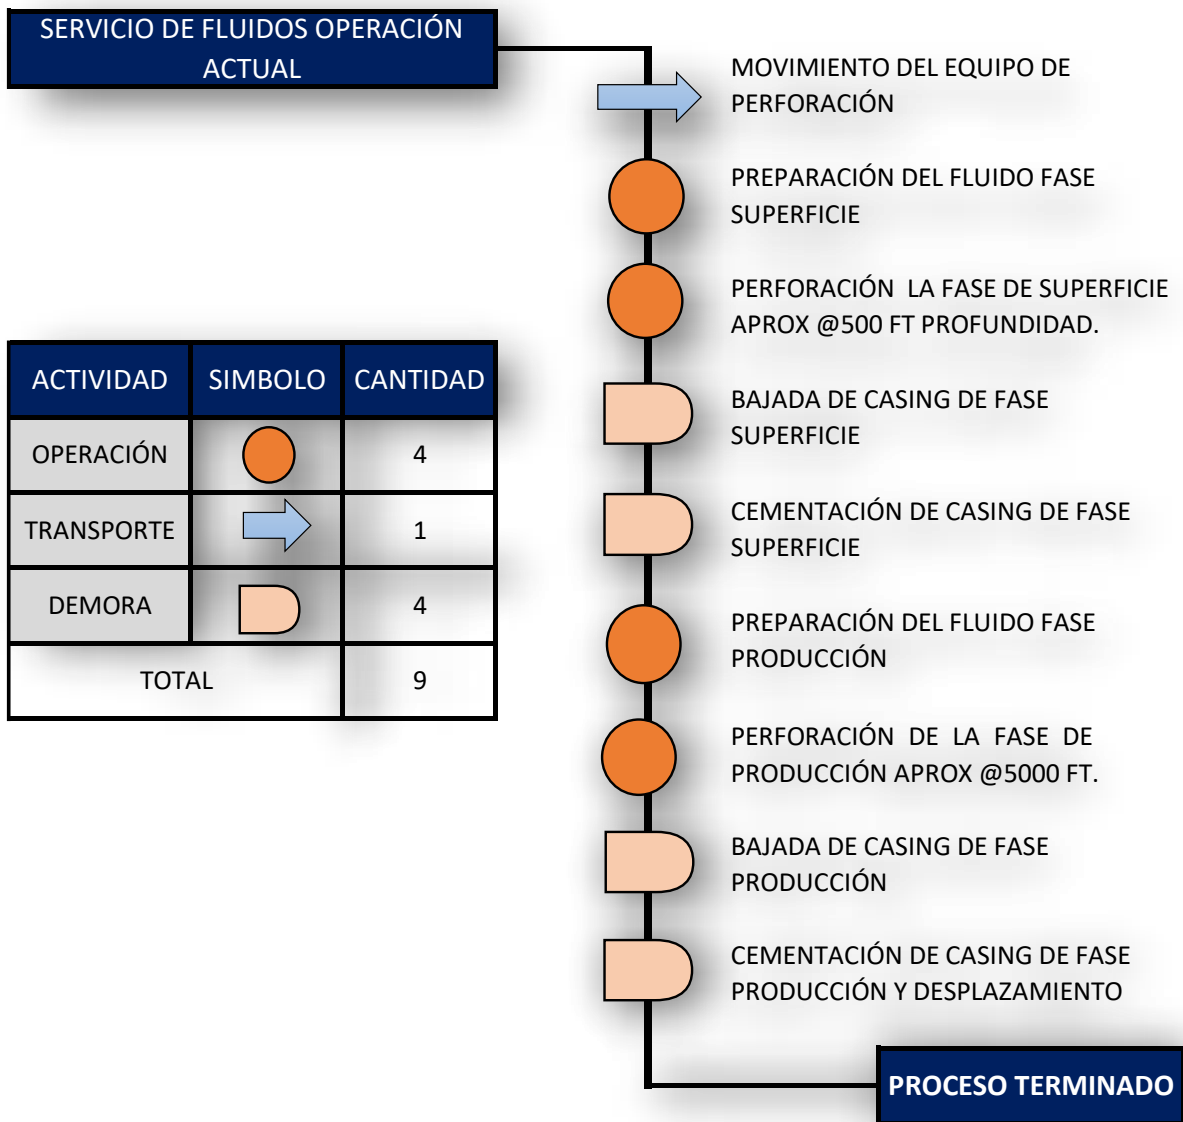 SERVICIO DE FLUIDOS OPERACIÓN
ACTUAL
MOVIMIENTO DEL EQUIPO DE
PERFORACIÓN
PREPARACIÓN DEL FLUIDO FASE
SUPERFICIE
PERFORACIÓN LA FASE DE SUPERFICIE
APROX @500 FT PROFUNDIDAD.
BAJADA DE CASING DE FASE
SUPERFICIE
CEMENTACIÓN DE CASING DE FASE
SUPERFICIE
PREPARACIÓN DEL FLUIDO FASE
PRODUCCIÓN
PERFORACIÓN DE LA FASE DE
PRODUCCIÓN APROX @5000 FT.
BAJADA DE CASING DE FASE
PRODUCCIÓN
CEMENTACIÓN DE CASING DE FASE
PRODUCCIÓN Y DESPLAZAMIENTO
PROCESO TERMINADO
ACTIVIDAD SIMBOLO CANTIDAD
OPERACIÓN 4
TRANSPORTE 1
DEMORA 4
TOTAL 9